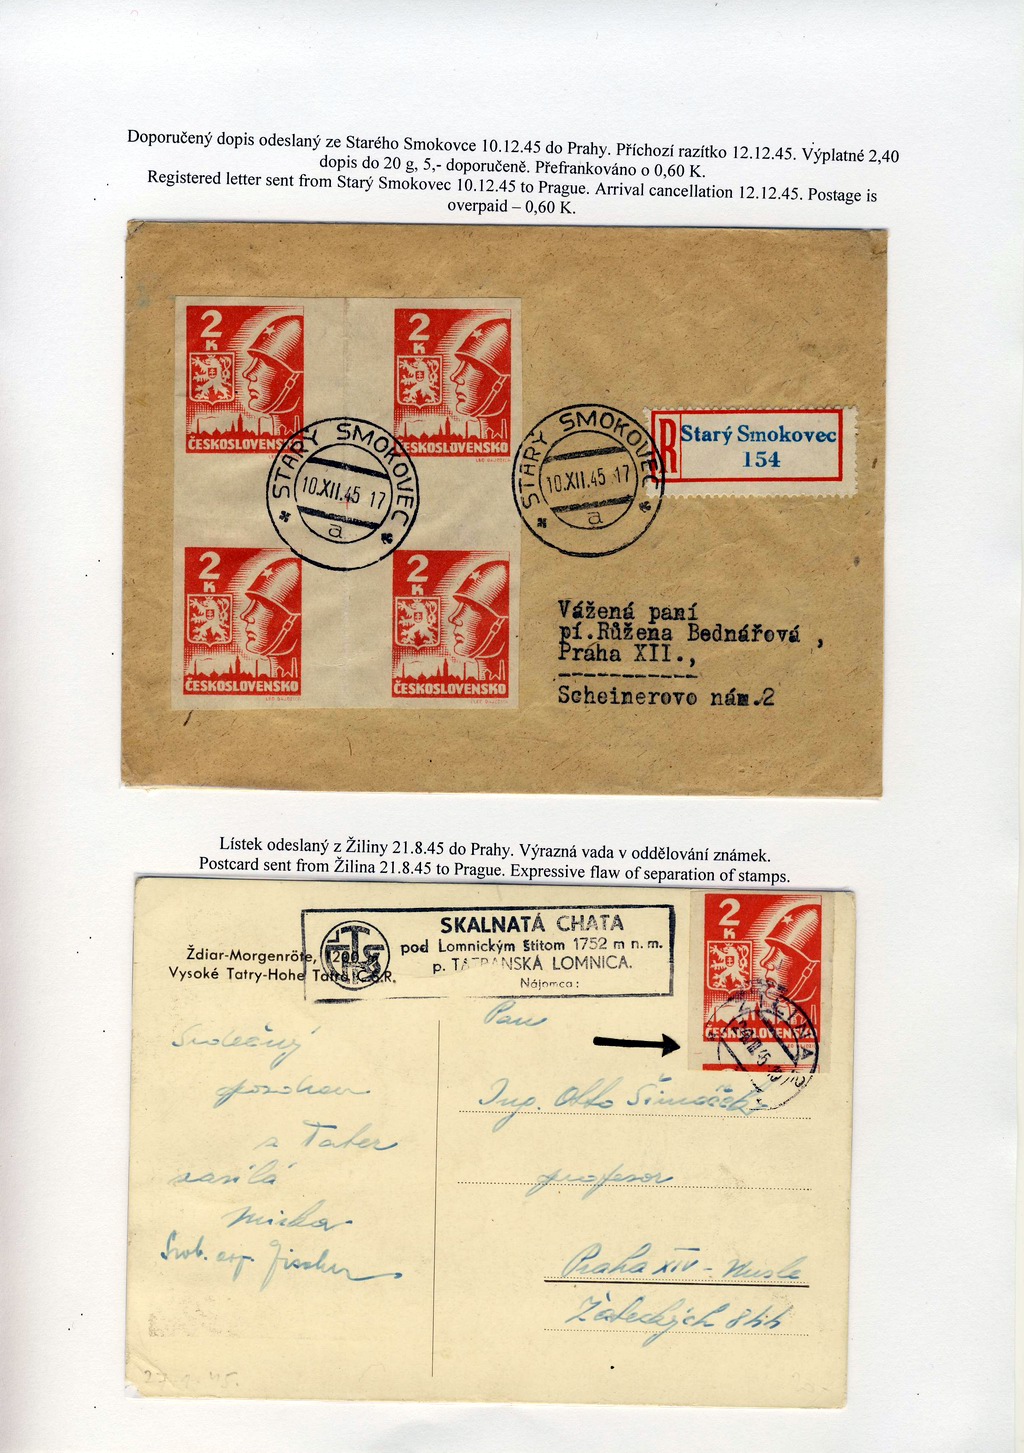 Doporučený dopis odeslaný ze Starého Smokovce 10.12.45 do Prahy. Příchozí razítko 12.12.45. Výplatné 2,40
dopis do 20 g, 5,- doporučeně. Přefrankováno o 0,60 K.
Registered letter sent from Starý Smokovec 10.12.45 to Prague. Arrival cancellation 12.12.45. Postage is
overpaid – 0,60 K.
2 K
ČESKOSLOVENSKO
2 K
ČESKOSLOVENSKO
STARÝ SMOKOVEC
10.XII.45 17
a
STARÝ SMOKOVEC
10.XII.45 17
a
R
Starý Smokovec
154
2 K
ČESKOSLOVENSKO
2 K
ČESKOSLOVENSKO
Vážená paní
pí.Růžena Bednářová ,
Práha XII.,
Scheinerovo nám.2
Lístek odeslaný z Žiliny 21.8.45 do Prahy. Výrazná vada v oddělování známek.
Postcard sent from Žilina 21.8.45 to Prague. Expressive flaw of separation of stamps.
SKALNATÁ CHATA
pod Lomnickým štítom 1752 m n. m.
p. TATRANSKÁ LOMNICA.
Nájomca :
Ždiar-Morgenröte,
Vysoké Tatry-Hohe Tatra Č.S.R.
2 K
ČESKOSLOVENSKO
ŽILINA
Srdečný
pozdrav
z Tater
zasílá
Pan
Ing. Otto Šimáček
profesor
Praha XIV - Nusle